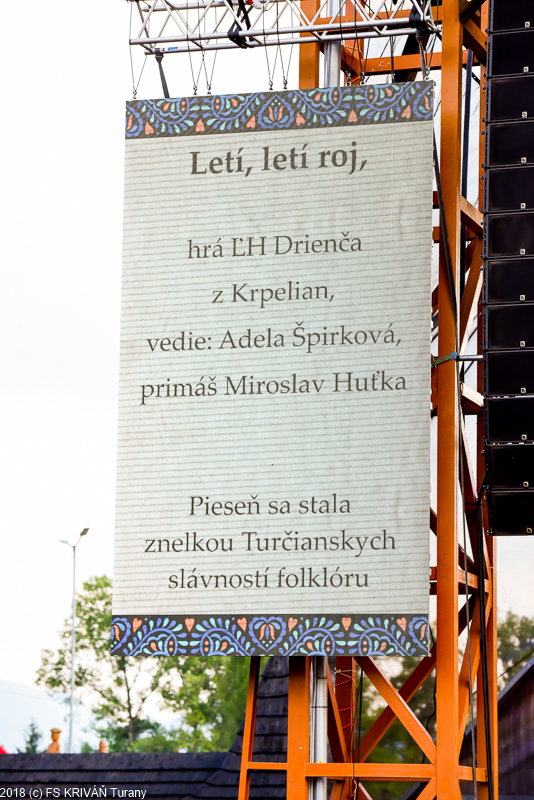 Letí, letí roj,
hrá ĽH Drienča
z Krpelian,
vedie: Adela Špirková,
primáš Miroslav Huťka
Pieseň sa stala
znelkou Turčianskych
slávností folklóru
2018 (c) FS KRIVÁŇ Turany